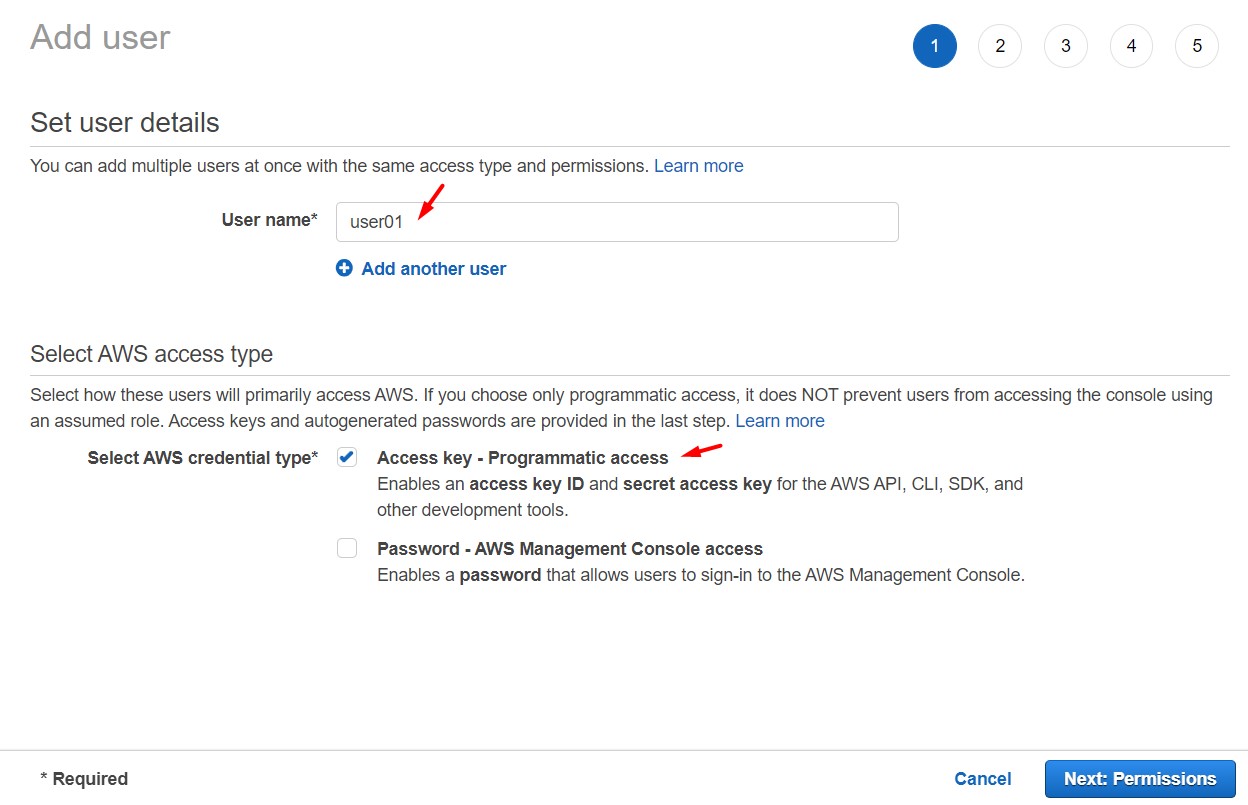 Add user
1 2 3 4 5
Set user details
You can add multiple users at once with the same access type and permissions. Learn more
User name* user01
Add another user
Select AWS access type
Select how these users will primarily access AWS. If you choose only programmatic access, it does NOT prevent users from accessing the console using
an assumed role. Access keys and autogenerated passwords are provided in the last step. Learn more
Select AWS credential type* Access key - Programmatic access
Enables an access key ID and secret access key for the AWS API, CLI, SDK, and
other development tools.
Password - AWS Management Console access
Enables a password that allows users to sign-in to the AWS Management Console.
* Required Cancel Next: Permissions